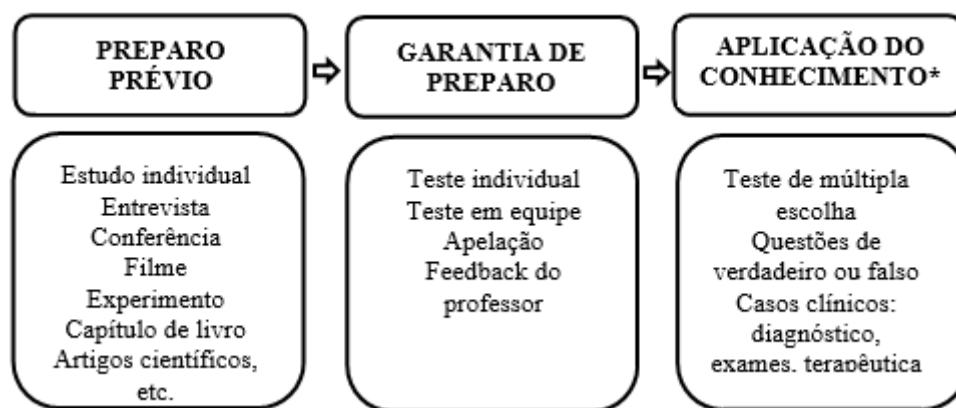 PREPARO
PRÉVIO
GARANTIA DE
PREPARO
APLICAÇÃO DO
CONHECIMENTO*
Estudo individual
Entrevista
Conferência
Filme
Experimento
Capítulo de livro
Artigos científicos,
etc.
Teste individual
Teste em equipe
Apelação
Feedback do
professor
Teste de múltipla
escolha
Questões de
verdadeiro ou falso
Casos clínicos:
diagnóstico,
exames, terapêutica